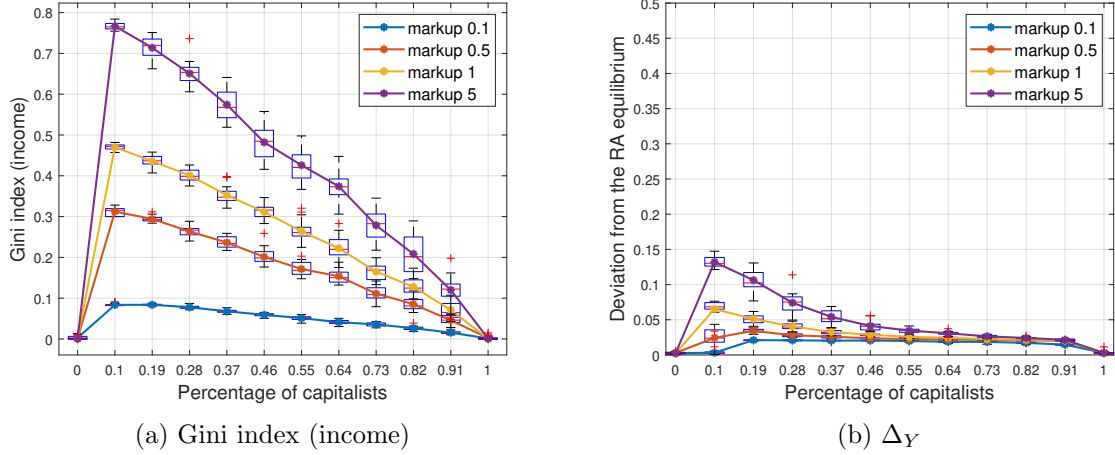 0.8
0.7
0.6
0.5
0.4
0.3
0.2
0.1
0
Gini index (income)
markup 0.1
markup 0.5
markup 1
markup 5
0 0.1 0.19 0.28 0.37 0.46 0.55 0.64 0.73 0.82 0.91 1
Percentage of capitalists
(a) Gini index (income)
0.5
0.45
0.4
0.35
0.3
0.25
0.2
0.15
0.1
0.05
0
Deviation from the RA equilibrium
markup 0.1
markup 0.5
markup 1
markup 5
0 0.1 0.19 0.28 0.37 0.46 0.55 0.64 0.73 0.82 0.91 1
Percentage of capitalists
(b) Δ_Y